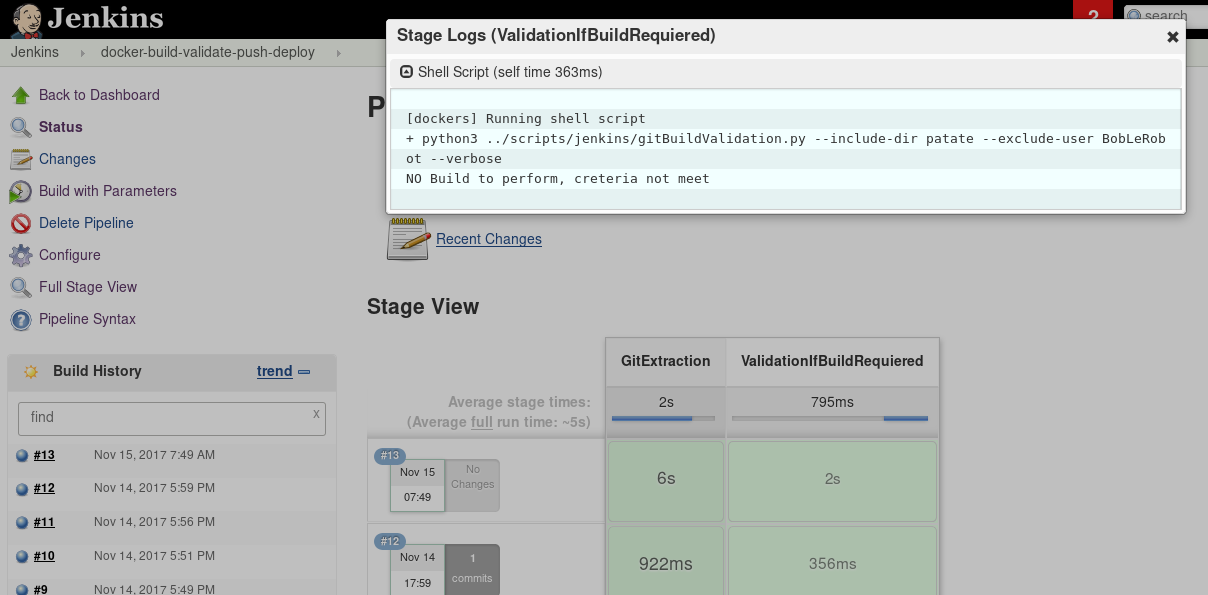 Jenkins
?
search
Jenkins
docker-build-validate-push-deploy
Stage Logs (ValidationIfBuildRequiered)
Shell Script (self time 363ms)
[dockers] Running shell script
+ python3 ../scripts/jenkins/gitBuildValidation.py --include-dir patate --exclude-user BobLeRob
ot --verbose
NO Build to perform, creteria not meet
Back to Dashboard
Status
Changes
Build with Parameters
Delete Pipeline
Configure
Full Stage View
Pipeline Syntax
Build History
trend
find
x
#13 Nov 15, 2017 7:49 AM
#12 Nov 14, 2017 5:59 PM
#11 Nov 14, 2017 5:56 PM
#10 Nov 14, 2017 5:51 PM
#9 Nov 14, 2017 5:49 PM
P
Recent Changes
Stage View
GitExtraction ValidationIfBuildRequiered
Average stage times: 2s 795ms
(Average full run time: ~5s)
#13
Nov 15
07:49
No
Changes
6s
2s
#12
Nov 14
17:59
1
commits
922ms
356ms